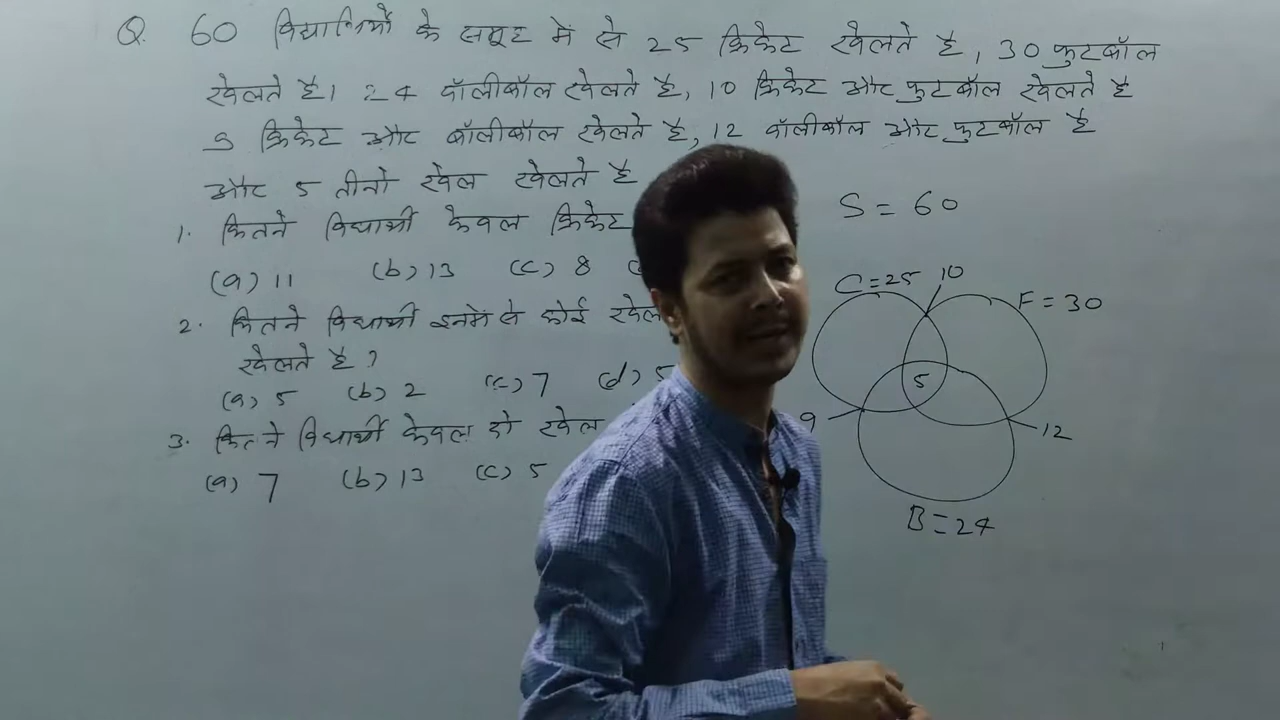 Q. 60 विद्यार्थियों के समूह में से 25 क्रिकेट खेलते है, 30 फुटबॉल
खेलते है। 24 वॉलीबॉल खेलते है, 10 क्रिकेट और फुटबॉल खेलते है
9 क्रिकेट और बॉलीबॉल खेलते है, 12 वॉलीबॉल और फुटबॉल है
और 5 तीनो खेल खेलते है
1. कितने विद्यार्थी केवल क्रिकेट
(a) 11 (b) 13 (c) 8
2. कितने विद्यार्थी इनमें से कोई खेल
खेलते है ?
(a) 5 (b) 2 (c) 7 (d) 5
3. कितने विद्यार्थी केवल दो खेल
(a) 7 (b) 13 (c) 5
S = 60
C = 25 10 F = 30
5
9 12
B = 24